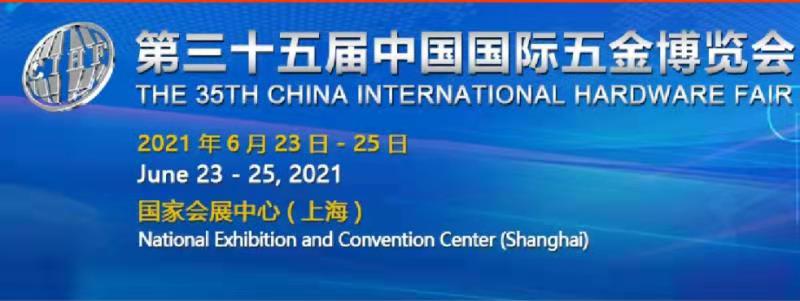 CIHF
第三十五届中国国际五金博览会
THE 35TH CHINA INTERNATIONAL HARDWARE FAIR
2021 年 6 月 23 日 - 25 日
June 23 - 25, 2021
国家会展中心 ( 上海 )
National Exhibition and Convention Center (Shanghai)